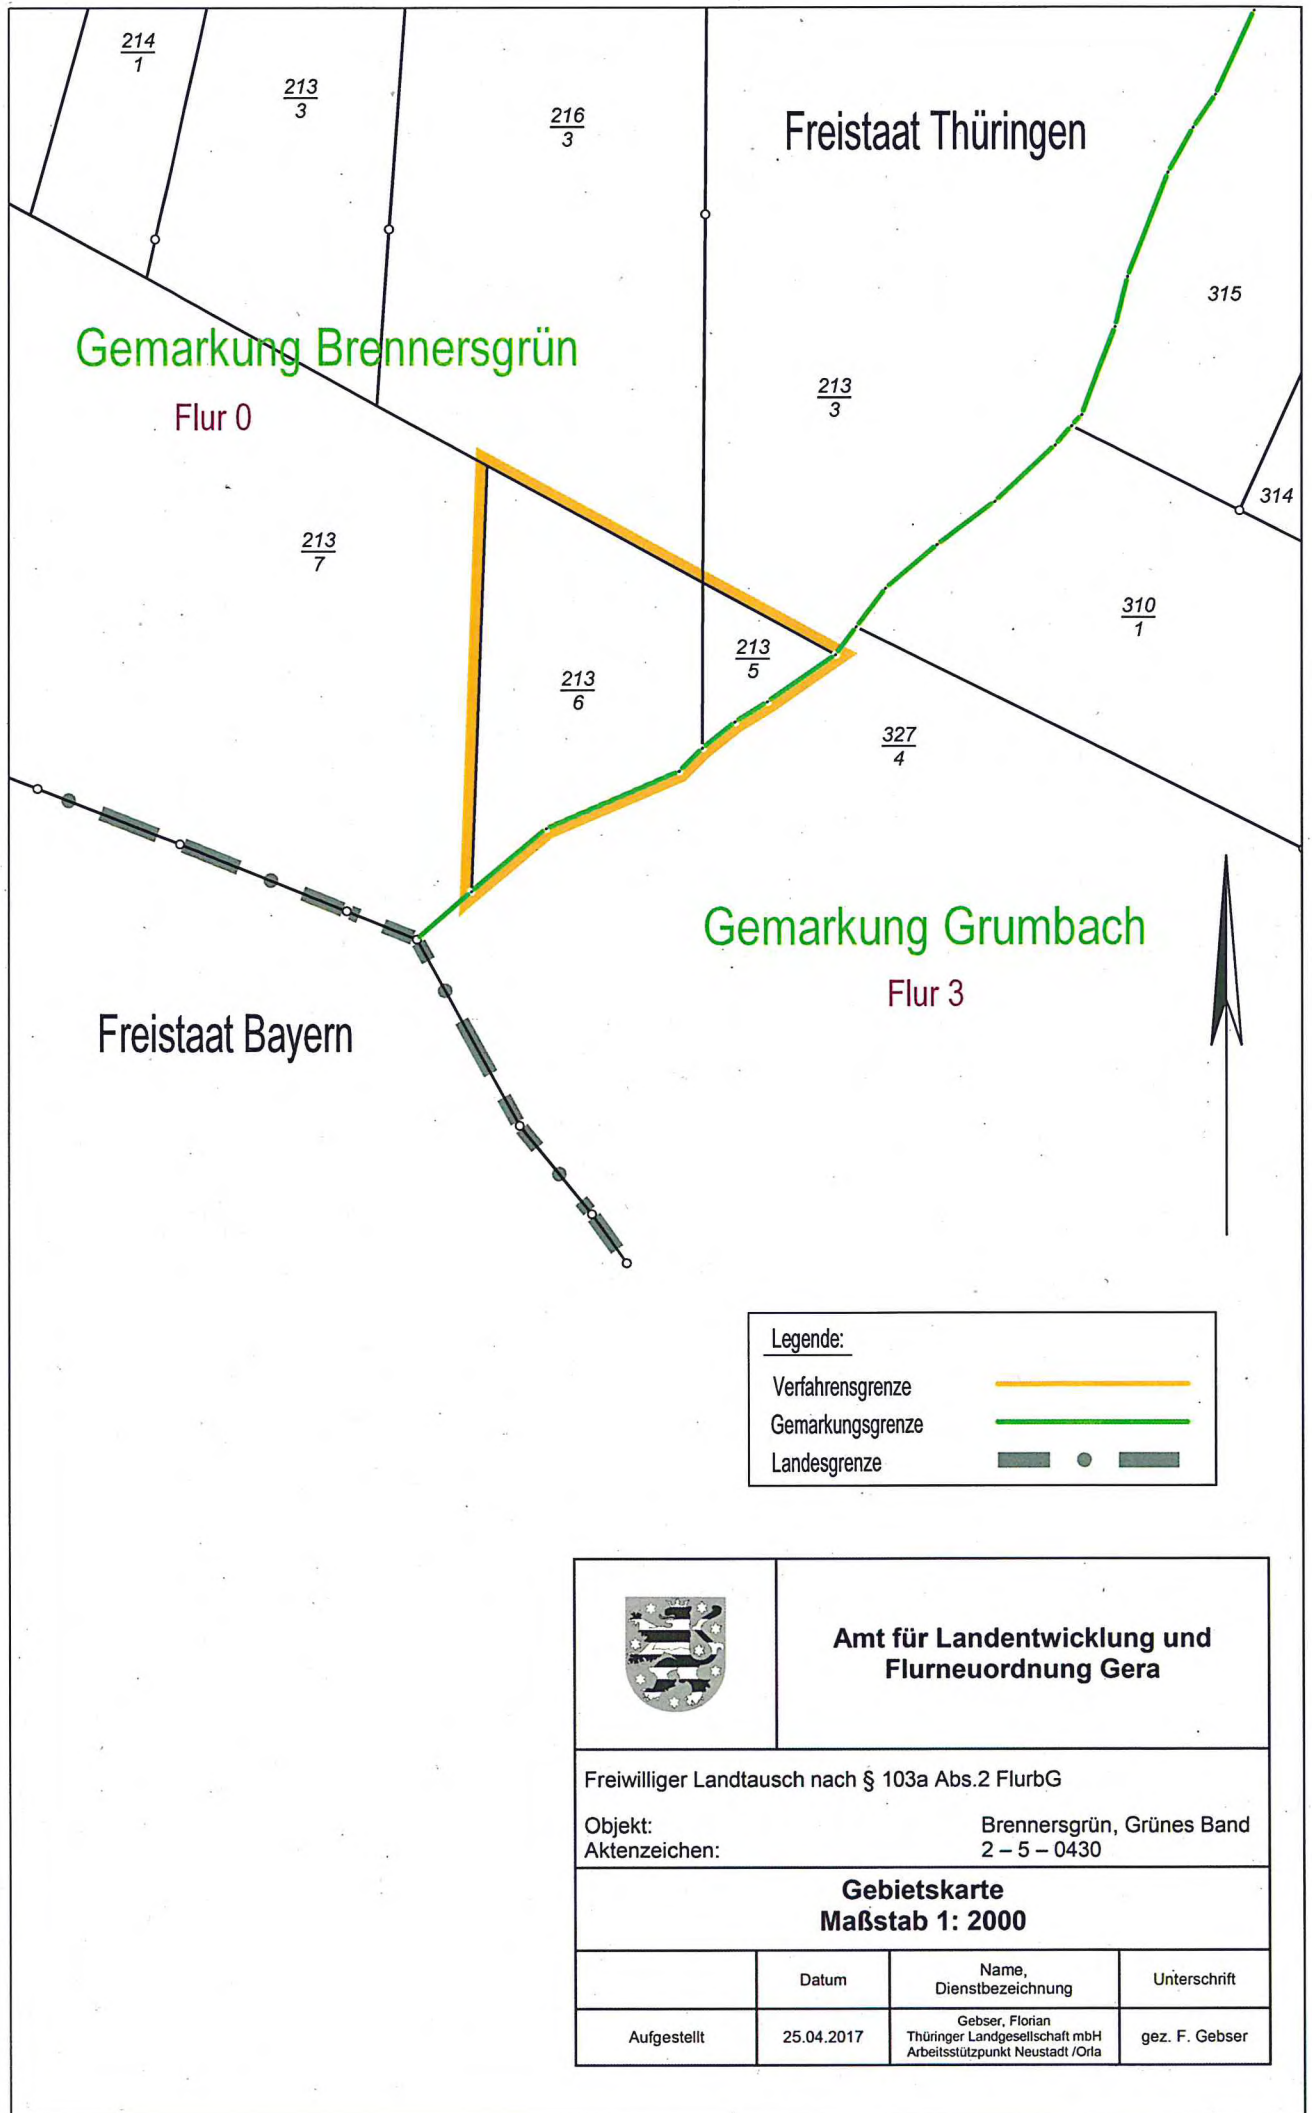 214
1
213
3
216
3
Freistaat Thüringen
315
Gemarkung Brennersgrün
Flur 0
213
3
314
213
7
310
1
213
5
213
6
327
4
Gemarkung Grumbach
Flur 3
Freistaat Bayern
Legende:
Verfahrensgrenze
Gemarkungsgrenze
Landesgrenze
Amt für Landentwicklung und
Flurneuordnung Gera
Freiwilliger Landtausch nach § 103a Abs.2 FlurbG
Objekt: Brennersgrün, Grünes Band
Aktenzeichen: 2 – 5 – 0430
Gebietskarte
Maßstab 1: 2000
Datum
Name,
Dienstbezeichnung
Unterschrift
Aufgestellt
25.04.2017
Gebser, Florian
Thüringer Landgesellschaft mbH
Arbeitsstützpunkt Neustadt /Orla
gez. F. Gebser